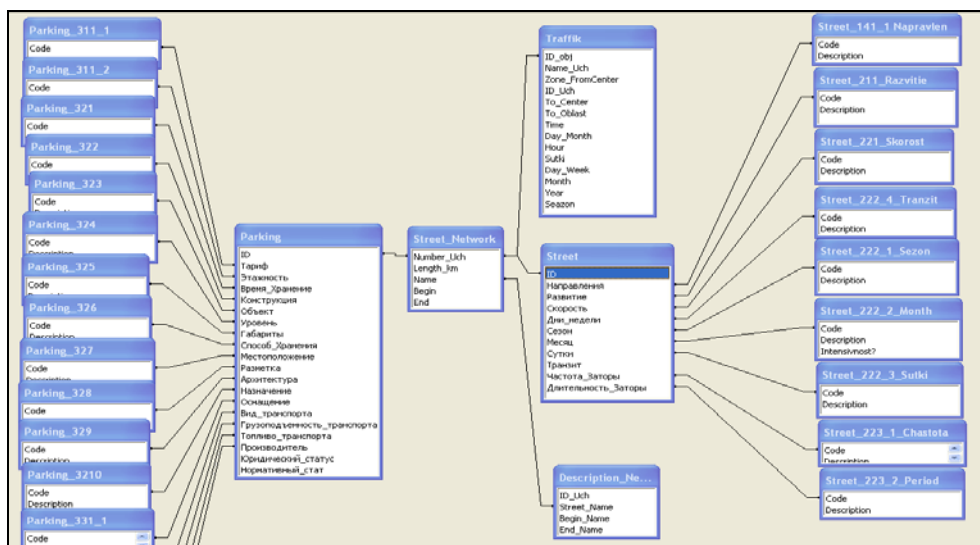 Parking_311_1
Code
Parking_311_2
Code
Parking_321
Code
Parking_322
Code
Parking_323
Code
Parking_324
Code
Parking_325
Code
Parking_326
Code
Parking_327
Code
Parking_328
Code
Parking_329
Code
Parking_3210
Code
Description
Parking_331_1
Code
Parking
ID
Тариф
Этажность
Время_Хранение
Конструкция
Объект
Уровень
Габариты
Способ_Хранения
Местоположение
Разметка
Архитектура
Назначение
Оснащение
Вид_транспорта
Грузоподъенность_транспорта
Топливо_транспорта
Производитель
Юридический_статус
Нормативный_стат
Street_Network
Number_Uch
Length_km
Name
Begin
End
Traffik
ID_obj
Name_Uch
Zone_FromCenter
ID_Uch
To_Center
To_Oblast
Time
Day_Month
Hour
Sutki
Day_Week
Month
Year
Seazon
Street
ID
Направления
Развитие
Скорость
Дни_недели
Сезон
Месяц
Сутки
Транзит
Частота_Заторы
Длительность_Заторы
Description_Ne...
ID_Uch
Street_Name
Begin_Name
End_Name
Street_141_1 Napravlen
Code
Description
Street_211_Razvitie
Code
Description
Street_221_Skorost
Code
Description
Street_222_4_Tranzit
Code
Description
Street_222_1_Sezon
Code
Description
Street_222_2_Month
Code
Description
Intensivnost?
Street_222_3_Sutki
Code
Description
Street_223_1_Chastota
Code
Description
Street_223_2_Period
Code
Description